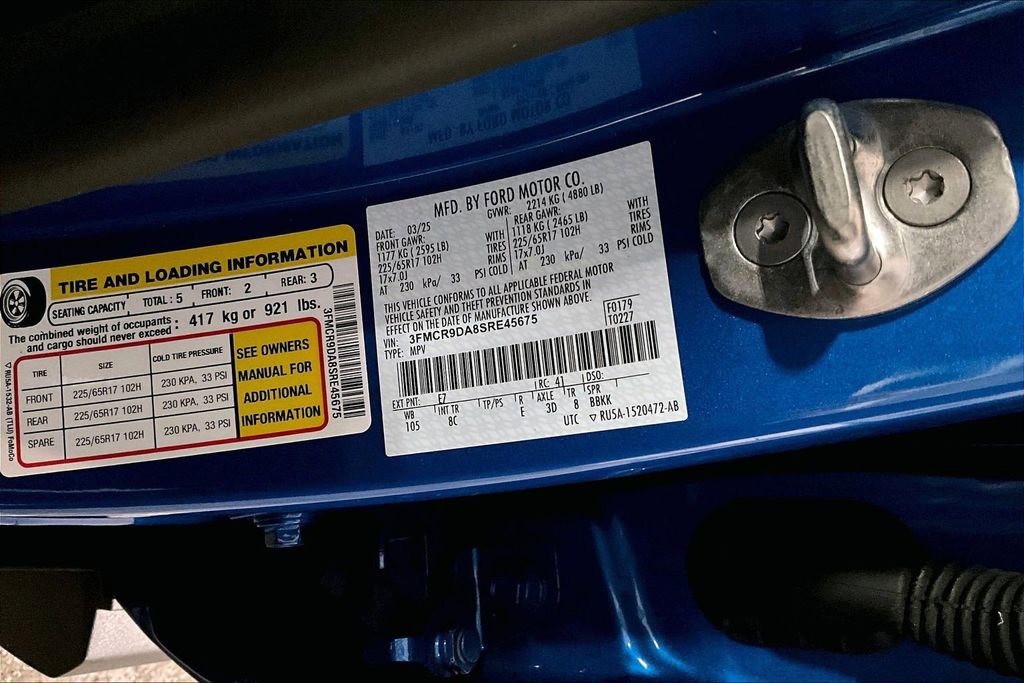 TIRE AND LOADING INFORMATION
SEATING CAPACITY TOTAL: 5 FRONT: 2 REAR: 3
The combined weight of occupants and cargo should never exceed : 417 kg or 921 lbs.
TIRE SIZE COLD TIRE PRESSURE
FRONT 225/65R17 102H 230 KPA, 33 PSI
REAR 225/65R17 102H 230 KPA, 33 PSI
SPARE 225/65R17 102H 230 KPA, 33 PSI
SEE OWNERS
MANUAL FOR
ADDITIONAL
INFORMATION
3FMCR9DA8SRE45675
▽ RU5A-1532-AB (TLU) FoMoCo
MFD. BY FORD MOTOR CO.
DATE: 03/25 GVWR: 2214 KG ( 4880 LB)
FRONT GAWR: REAR GAWR:
1177 KG ( 2595 LB) WITH 1118 KG ( 2465 LB) WITH
225/65R17 102H TIRES 225/65R17 102H TIRES
17x7.0J RIMS 17x7.0J RIMS
AT 230 kPa/ 33 PSI COLD AT 230 kPa/ 33 PSI COLD
THIS VEHICLE CONFORMS TO ALL APPLICABLE FEDERAL MOTOR
VEHICLE SAFETY AND THEFT PREVENTION STANDARDS IN
EFFECT ON THE DATE OF MANUFACTURE SHOWN ABOVE.
VIN: 3FMCR9DA8SRE45675 F0179
TYPE: MPV T0227
EXT PNT: E7 RC: 41 DSO:
WB INT TR TP/PS R AXLE TR SPR
105 8C E 3D 8 BBKK
UTC ▽ RU5A-1520472-AB